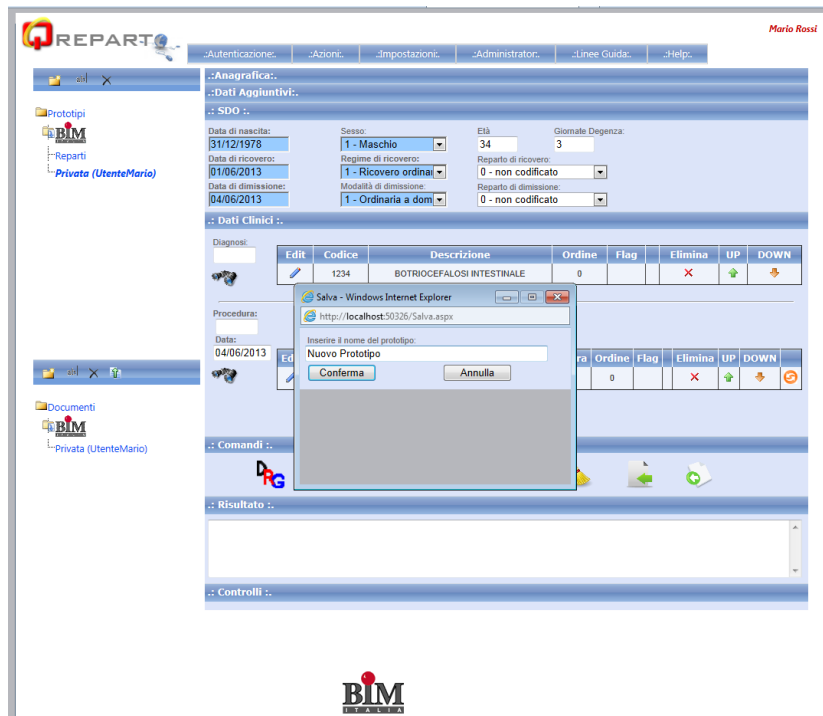 QREPARTO
Mario Rossi
.:Autenticazione:. .:Azioni:. .:Impostazioni:. .:Administrator:. .:Linee Guida:. .:Help:.
.:Anagrafica:.
.:Dati Aggiuntivi:.
.: SDO :.
Prototipi
BIM
ITALIA
Reparti
Privata (UtenteMario)
Data di nascita: Sesso: Età Giornate Degenza:
31/12/1978 1 - Maschio 34 3
Data di ricovero: Regime di ricovero: Reparto di ricovero:
01/06/2013 1 - Ricovero ordinar 0 - non codificato
Data di dimissione: Modalità di dimissione: Reparto di dimissione:
04/06/2013 1 - Ordinaria a dom 0 - non codificato
.: Dati Clinici :.
Diagnosi:
Edit Codice Descrizione Ordine Flag Elimina UP DOWN
1234 BOTRIOCEFALOSI INTESTINALE 0
Salva - Windows Internet Explorer
http://localhost:50326/Salva.aspx
Inserire il nome del prototipo:
Nuovo Prototipo
Conferma Annulla
Procedura:
Data:
04/06/2013
Ed ra Ordine Flag Elimina UP DOWN
0
Documenti
BIM
ITALIA
Privata (UtenteMario)
.: Comandi :.
DRG
.: Risultato :.
.: Controlli :.
BIM
ITALIA